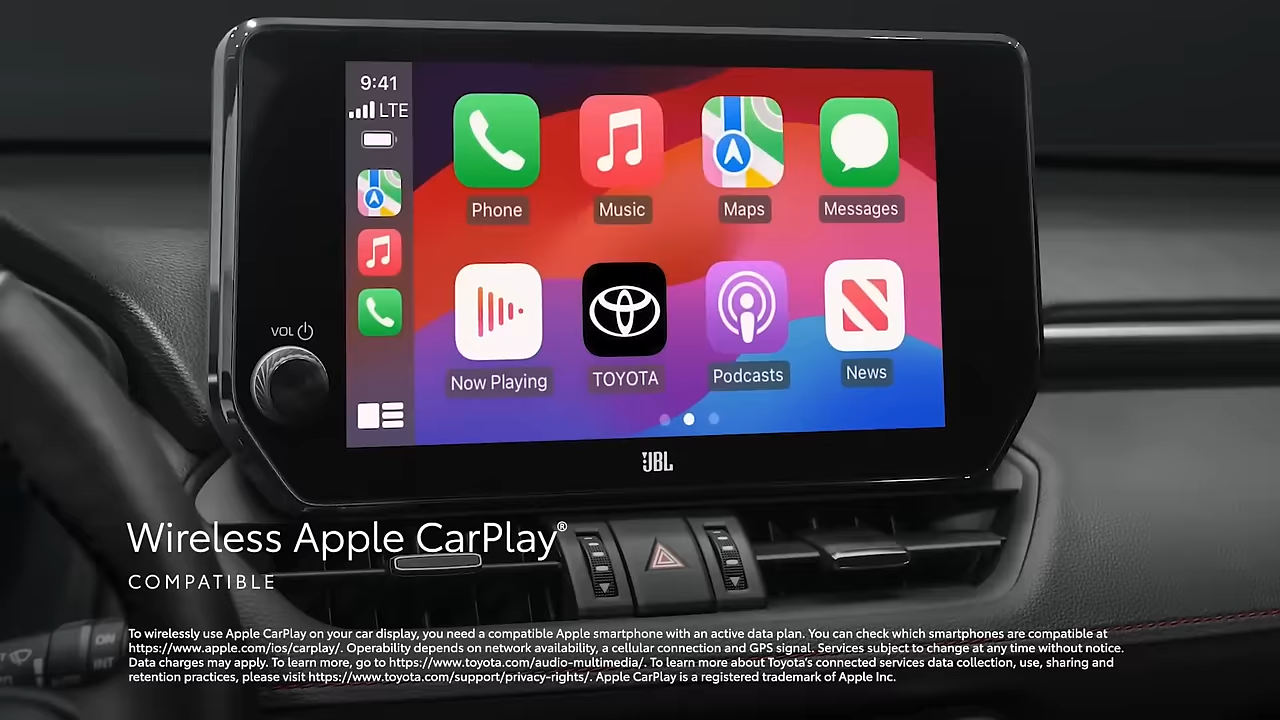 9:41
LTE
Phone
Music
Maps
Messages
VOL
Now Playing
TOYOTA
Podcasts
News
JBL
Wireless Apple CarPlay®
COMPATIBLE
ON
INT
To wirelessly use Apple CarPlay on your car display, you need a compatible Apple smartphone with an active data plan. You can check which smartphones are compatible at
https://www.apple.com/ios/carplay/. Operability depends on network availability, a cellular connection and GPS signal. Services subject to change at any time without notice.
Data charges may apply. To learn more, go to https://www.toyota.com/audio-multimedia/. To learn more about Toyota's connected services data collection, use, sharing and
retention practices, please visit https://www.toyota.com/support/privacy-rights/. Apple CarPlay is a registered trademark of Apple Inc.